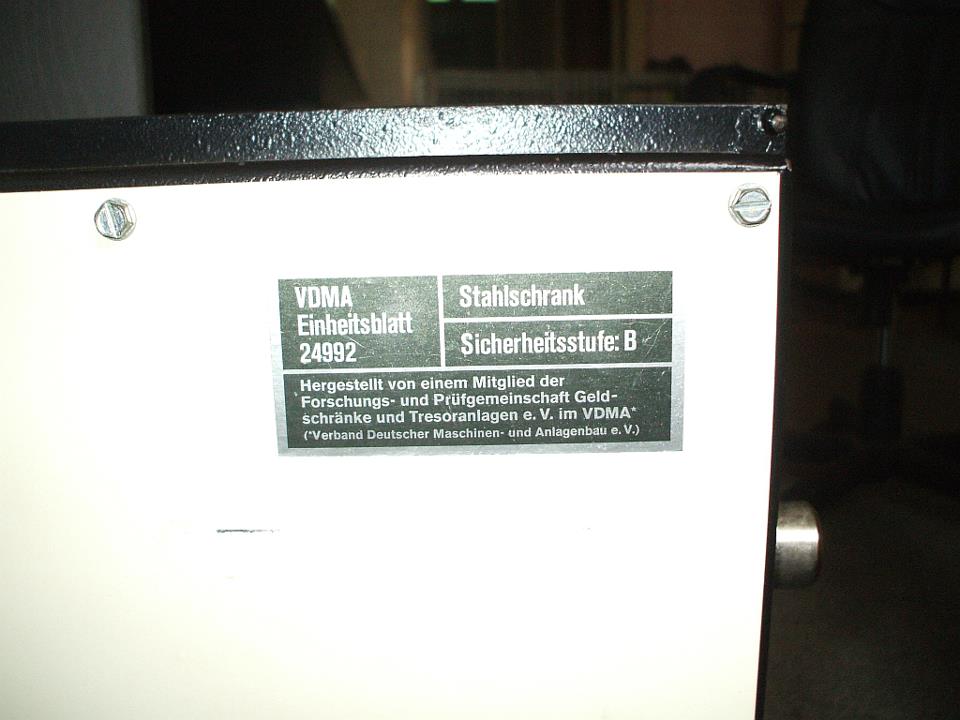 VDMA
Einheitsblatt
24992
Stahlschrank
Sicherheitsstufe: B
Hergestellt von einem Mitglied der
Forschungs- und Prüfgemeinschaft Geld-
schränke und Tresoranlagen e. V. im VDMA*
(*Verband Deutscher Maschinen- und Anlagenbau e. V.)